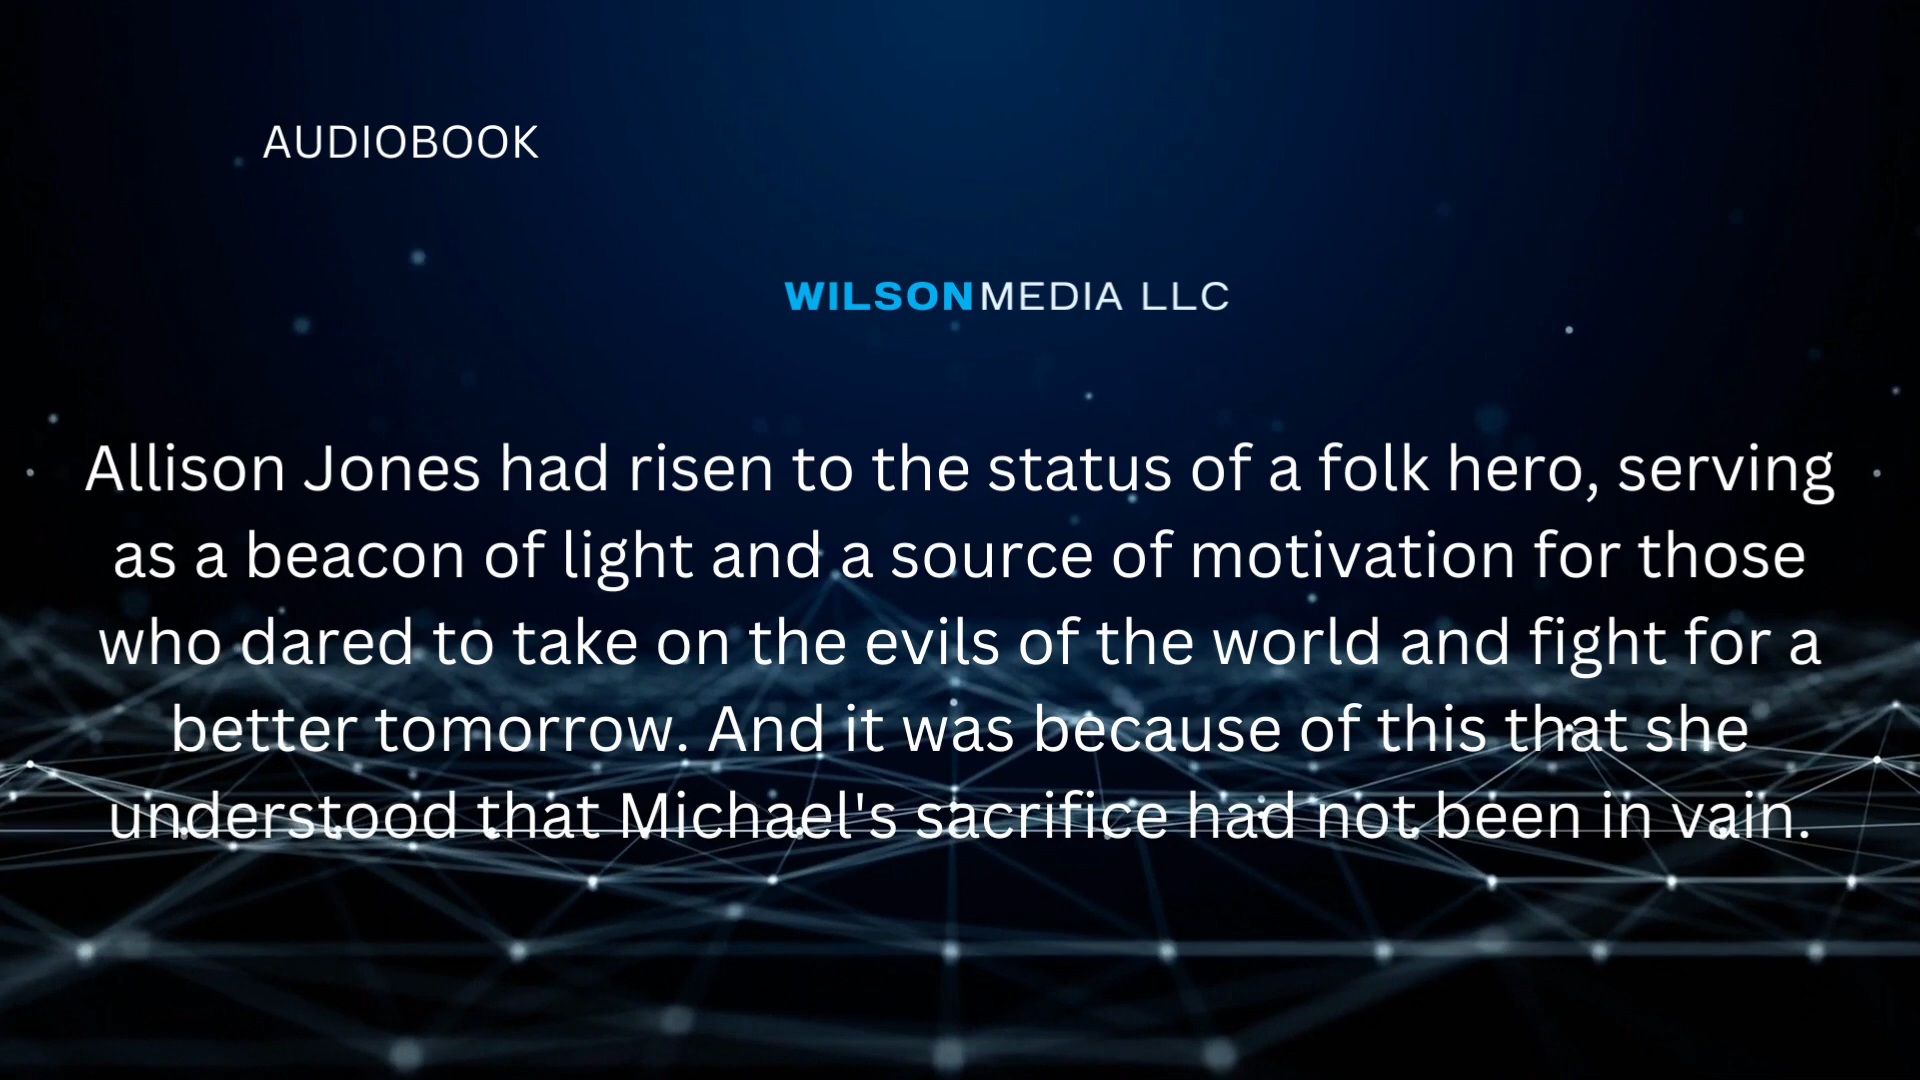 AUDIOBOOK
WILSONMEDIA LLC
Allison Jones had risen to the status of a folk hero, serving
as a beacon of light and a source of motivation for those
who dared to take on the evils of the world and fight for a
better tomorrow. And it was because of this that she
understood that Michael's sacrifice had not been in vain.